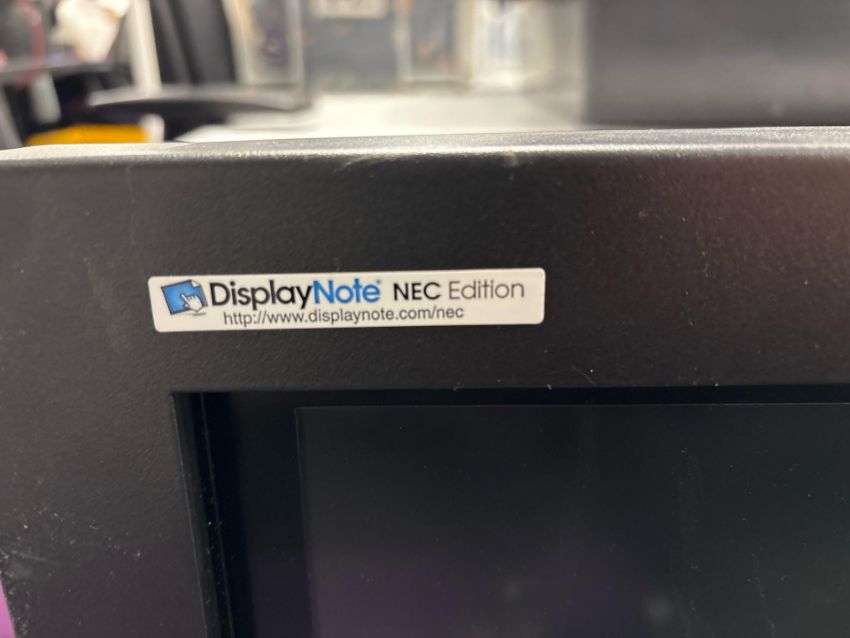 DisplayNote® NEC Edition
http://www.displaynote.com/nec